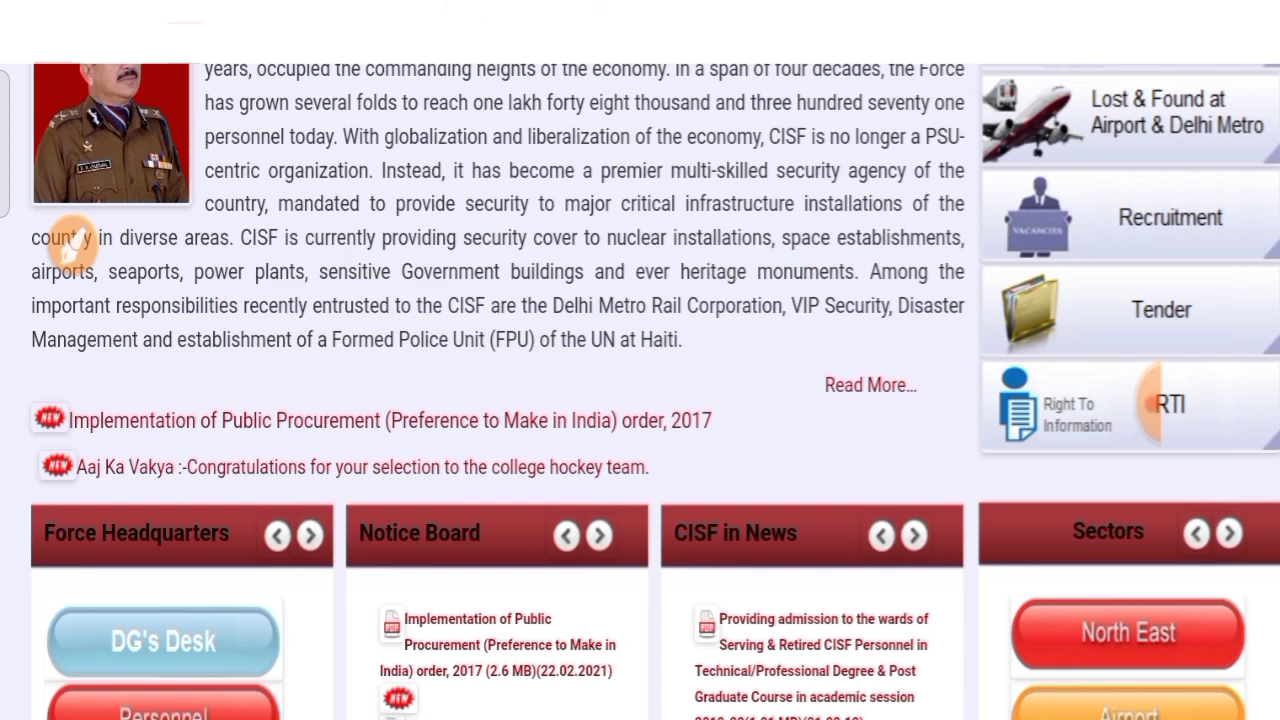 years, occupied the commanding heights of the economy. In a span of four decades, the Force
has grown several folds to reach one lakh forty eight thousand and three hundred seventy one
personnel today. With globalization and liberalization of the economy, CISF is no longer a PSU-
centric organization. Instead, it has become a premier multi-skilled security agency of the
country, mandated to provide security to major critical infrastructure installations of the
country in diverse areas. CISF is currently providing security cover to nuclear installations, space establishments,
airports, seaports, power plants, sensitive Government buildings and ever heritage monuments. Among the
important responsibilities recently entrusted to the CISF are the Delhi Metro Rail Corporation, VIP Security, Disaster
Management and establishment of a Formed Police Unit (FPU) of the UN at Haiti.
Read More...
NEW Implementation of Public Procurement (Preference to Make in India) order, 2017
NEW Aaj Ka Vakya :-Congratulations for your selection to the college hockey team.
Lost & Found at
Airport & Delhi Metro
VACANCIES
Recruitment
Tender
Right To
Information
RTI
Force Headquarters
DG's Desk
Personnel
Notice Board
PDF Implementation of Public
Procurement (Preference to Make in
India) order, 2017 (2.6 MB)(22.02.2021)
NEW
CISF in News
PDF Providing admission to the wards of
Serving & Retired CISF Personnel in
Technical/Professional Degree & Post
Graduate Course in academic session
Sectors
North East
Airport